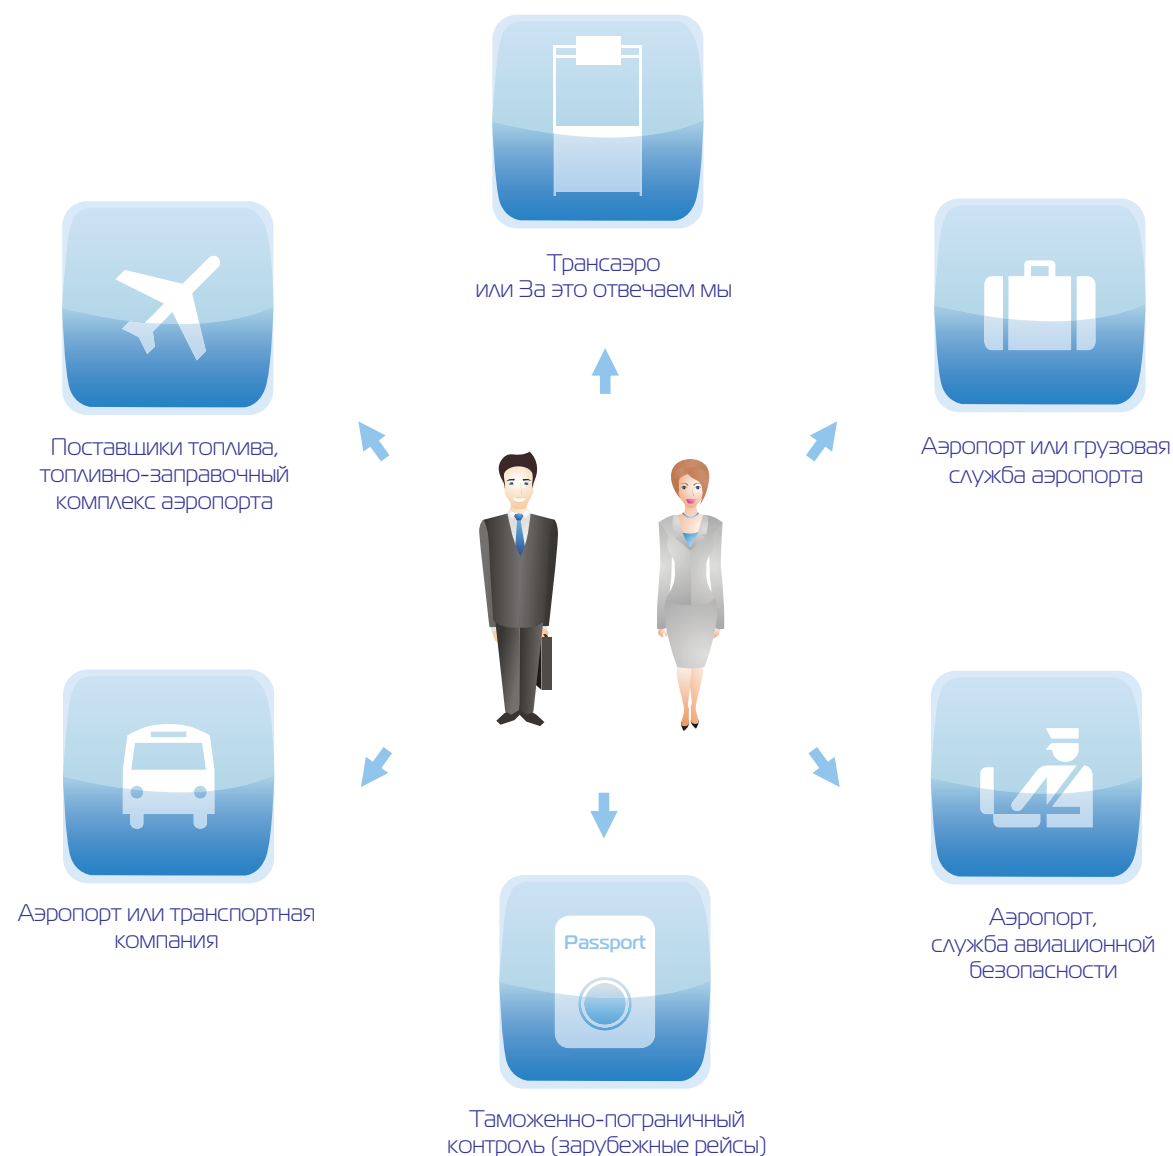 Трансаэро
или За это отвечаем мы
Поставщики топлива,
топливно-заправочный
комплекс аэропорта
Аэропорт или грузовая
служба аэропорта
Аэропорт или транспортная
компания
Аэропорт,
служба авиационной
безопасности
Passport
Таможенно-пограничный
контроль (зарубежные рейсы)